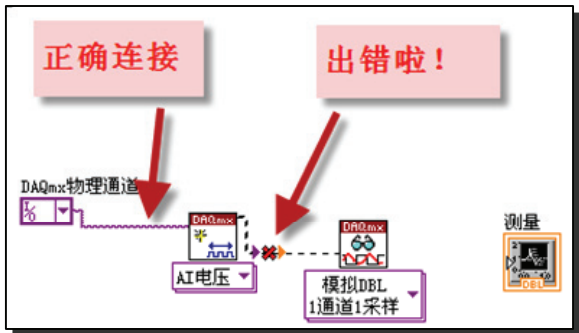 正确连接
出错啦！
DAQmx物理通道
I/O
DAQmx
AI电压
DAQmx
模拟DBL
1通道1采样
测量
DBL